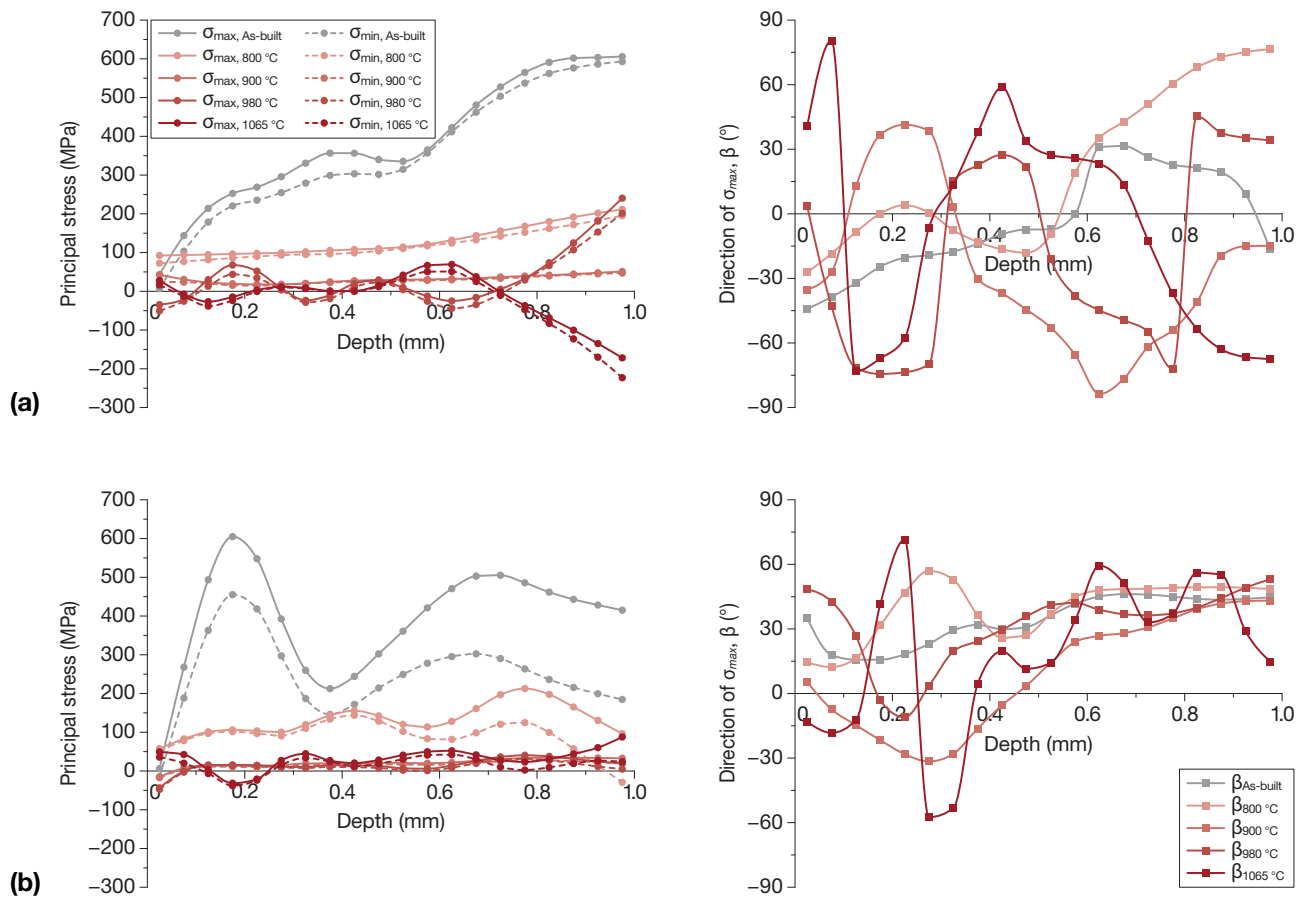 700
600
500
400
300
200
100
0
−100
−200
−300
Principal stress (MPa)
σmax, As-built
σmin, As-built
σmax, 800 °C
σmin, 800 °C
σmax, 900 °C
σmin, 900 °C
σmax, 980 °C
σmin, 980 °C
σmax, 1065 °C
σmin, 1065 °C
0 0.2 0.4 0.6 0.8 1.0
Depth (mm)
(a)
90
60
30
0
−30
−60
−90
Direction of σmax, β (°)
0 0.2 0.4 0.6 0.8 1.0
Depth (mm)
700
600
500
400
300
200
100
0
−100
−200
−300
Principal stress (MPa)
0 0.2 0.4 0.6 0.8 1.0
Depth (mm)
(b)
90
60
30
0
−30
−60
−90
Direction of σmax, β (°)
0 0.2 0.4 0.6 0.8 1.0
Depth (mm)
βAs-built
β800 °C
β900 °C
β980 °C
β1065 °C